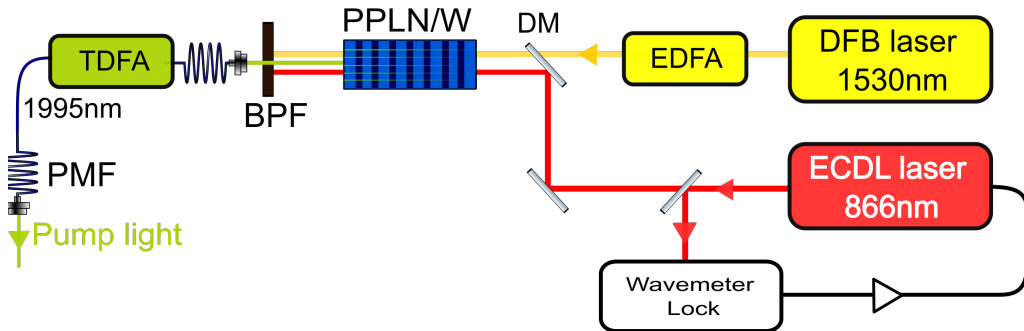 PPLN/W
DM
DFB laser
1530nm
TDFA
EDFA
1995nm
BPF
PMF
ECDL laser
866nm
Pump light
Wavemeter
Lock